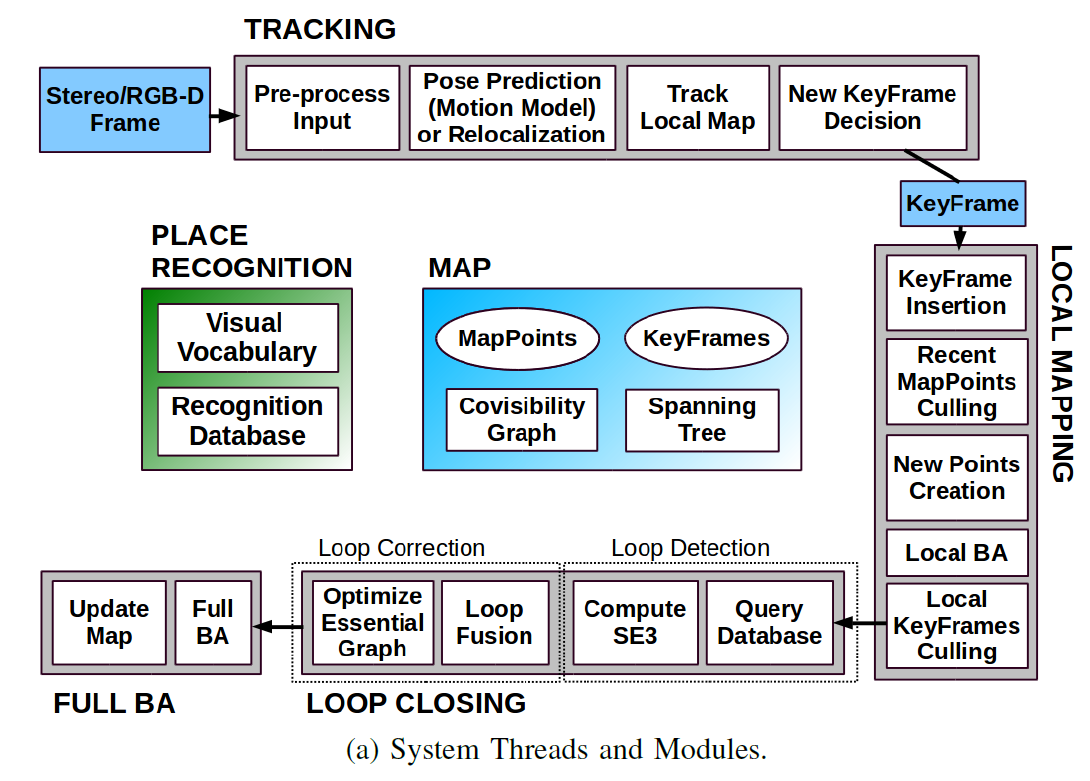 TRACKING
Stereo/RGB-D
Frame
Pre-process
Input
Pose Prediction
(Motion Model)
or Relocalization
Track
Local Map
New KeyFrame
Decision
KeyFrame
LOCAL MAPPING
KeyFrame
Insertion
Recent
MapPoints
Culling
New Points
Creation
Local BA
Local
KeyFrames
Culling
PLACE
RECOGNITION
Visual
Vocabulary
Recognition
Database
MAP
MapPoints
KeyFrames
Covisibility
Graph
Spanning
Tree
Loop Correction
Loop Detection
Update
Map
Full
BA
Optimize
Essential
Graph
Loop
Fusion
Compute
SE3
Query
Database
FULL BA
LOOP CLOSING
(a) System Threads and Modules.